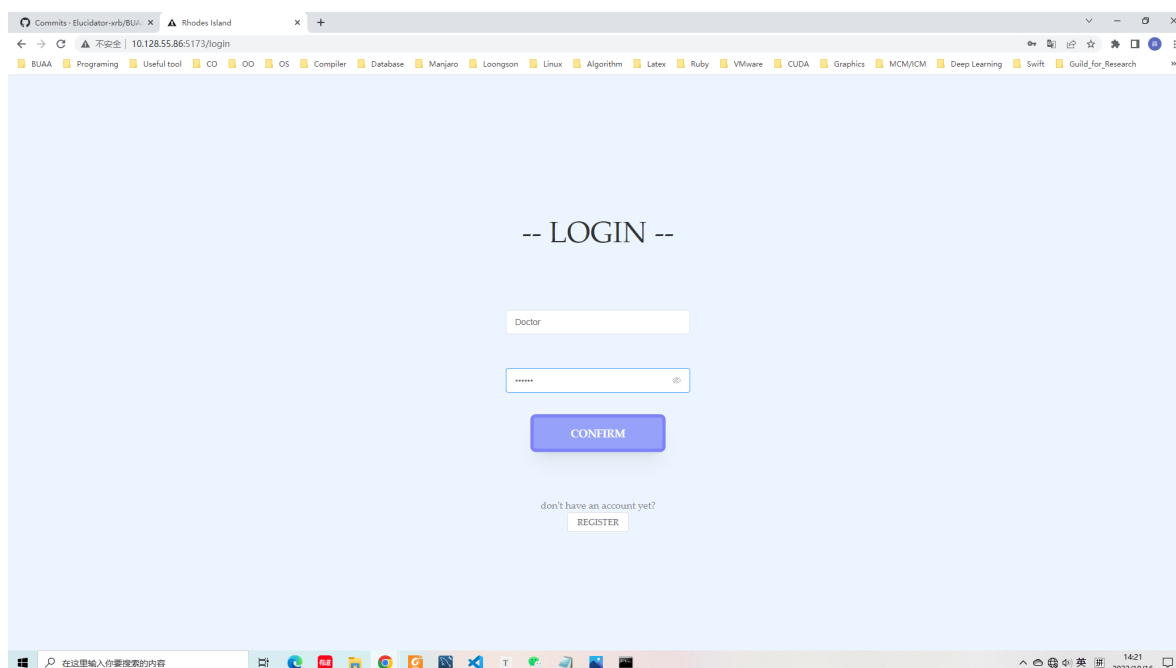 Commits · Elucidator-xrb/BUA
Rhodes Island
不安全 | 10.128.55.86:5173/login
BUAA Programing Useful tool CO OO OS Compiler Database Manjaro Loongson Linux Algorithm Latex Ruby VMware CUDA Graphics MCM/ICM Deep Learning Swift Guild_for_Research
-- LOGIN --
Doctor
••••••
CONFIRM
don't have an account yet?
REGISTER
在这里输入你要搜索的内容
英
拼
14:21